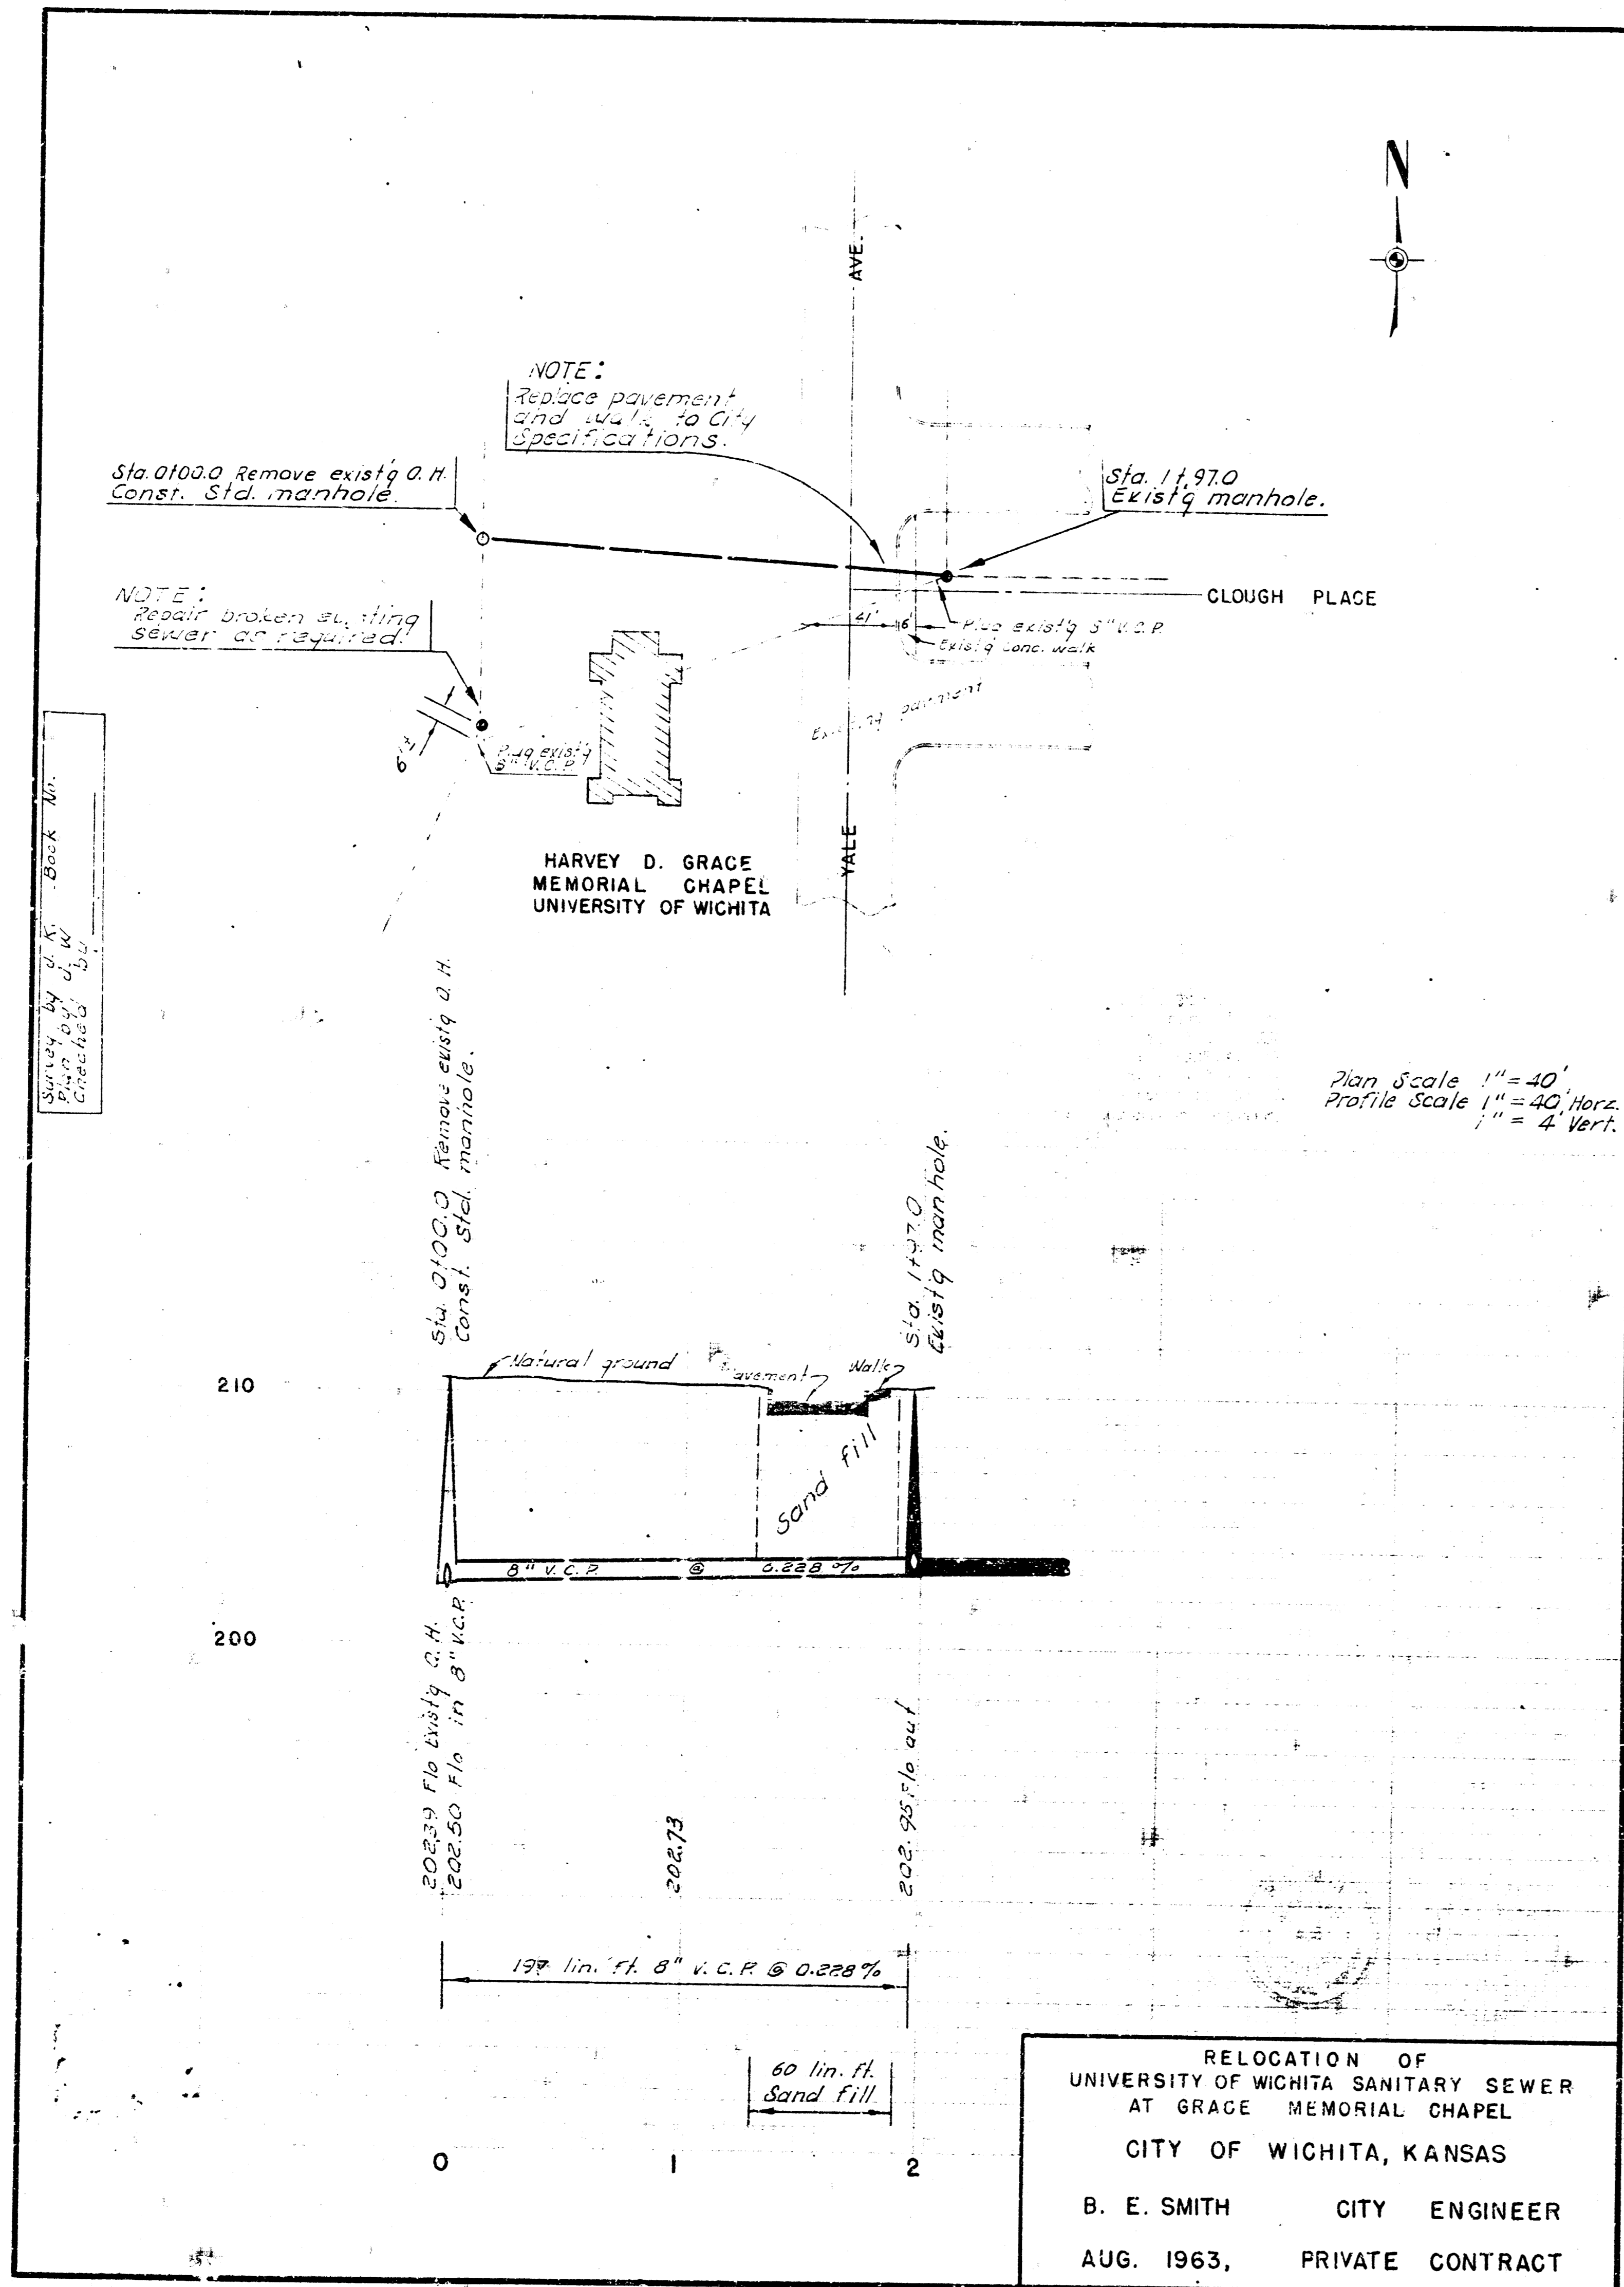 N
AVE.
NOTE:
Replace pavement
and walk to City
Specifications.
Sta. 0+00.0 Remove exist'g O.H.
Const. Std. manhole.
Sta. 1+97.0
Exist'g manhole.
NOTE:
Repair broken existing
sewer as required.
CLOUGH PLACE
41' 6'
Plug exist'g 8" V.C.P.
Exist'g Conc. walk
Existing pavement
Plug exist'g
8" V.C.P.
YALE
HARVEY D. GRACE
MEMORIAL CHAPEL
UNIVERSITY OF WICHITA
Survey by J. K. Book No.
Plan by J. W
Checked by
Plan Scale 1" = 40'
Profile Scale 1" = 40' Horz.
1" = 4' Vert.
Sta. 0+00.0 Remove exist'g O.H.
Const. Std. manhole.
Sta. 1+97.0
Exist'g manhole.
Natural ground
Pavement
Walk
210
Sand fill
8" V.C.P. @ 0.228%
200
202.39 Flo Exist'g O.H.
202.50 Flo in 8" V.C.P.
202.73
202.95 Flo out
197 lin. ft. 8" V.C.P. @ 0.228%
60 lin. ft.
Sand fill
0 1 2
RELOCATION OF
UNIVERSITY OF WICHITA SANITARY SEWER
AT GRACE MEMORIAL CHAPEL
CITY OF WICHITA, KANSAS
B. E. SMITH CITY ENGINEER
AUG. 1963, PRIVATE CONTRACT